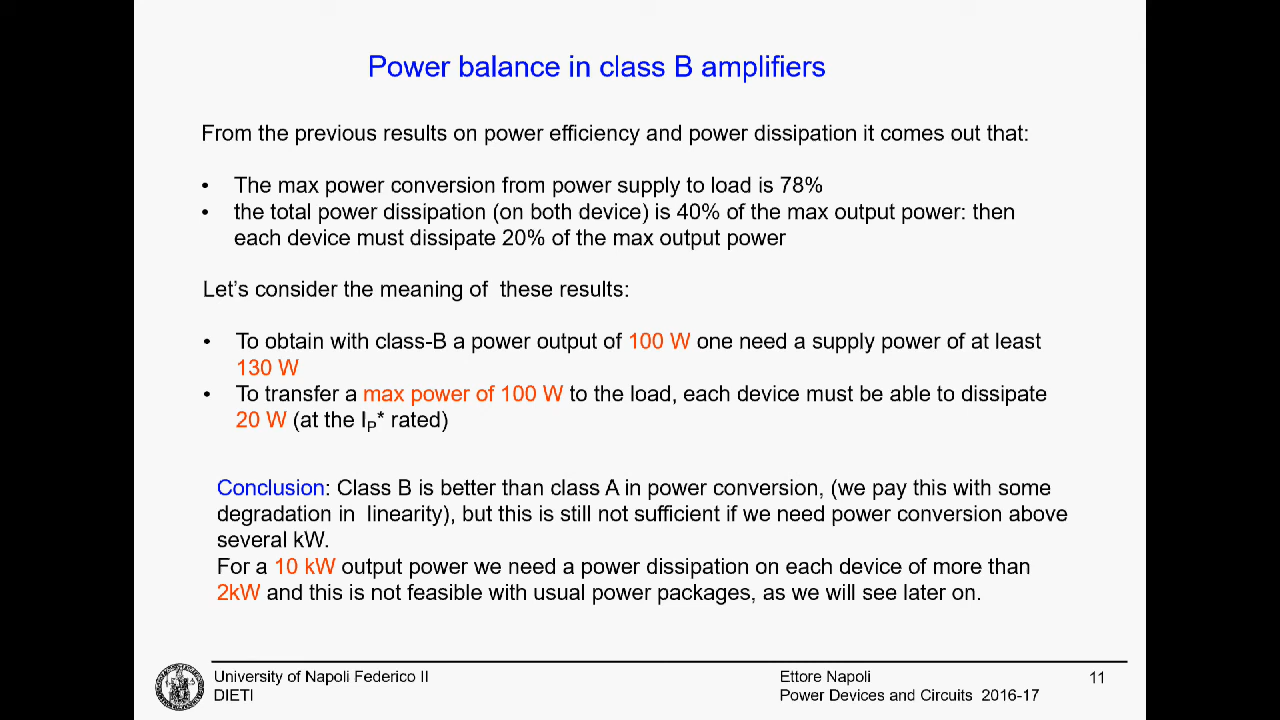 Power balance in class B amplifiers
From the previous results on power efficiency and power dissipation it comes out that:
• The max power conversion from power supply to load is 78%
• the total power dissipation (on both device) is 40% of the max output power: then
each device must dissipate 20% of the max output power
Let's consider the meaning of these results:
• To obtain with class-B a power output of 100 W one need a supply power of at least
130 W
• To transfer a max power of 100 W to the load, each device must be able to dissipate
20 W (at the IP* rated)
Conclusion: Class B is better than class A in power conversion, (we pay this with some
degradation in linearity), but this is still not sufficient if we need power conversion above
several kW.
For a 10 kW output power we need a power dissipation on each device of more than
2kW and this is not feasible with usual power packages, as we will see later on.
University of Napoli Federico II
DIETI
Ettore Napoli
Power Devices and Circuits 2016-17
11